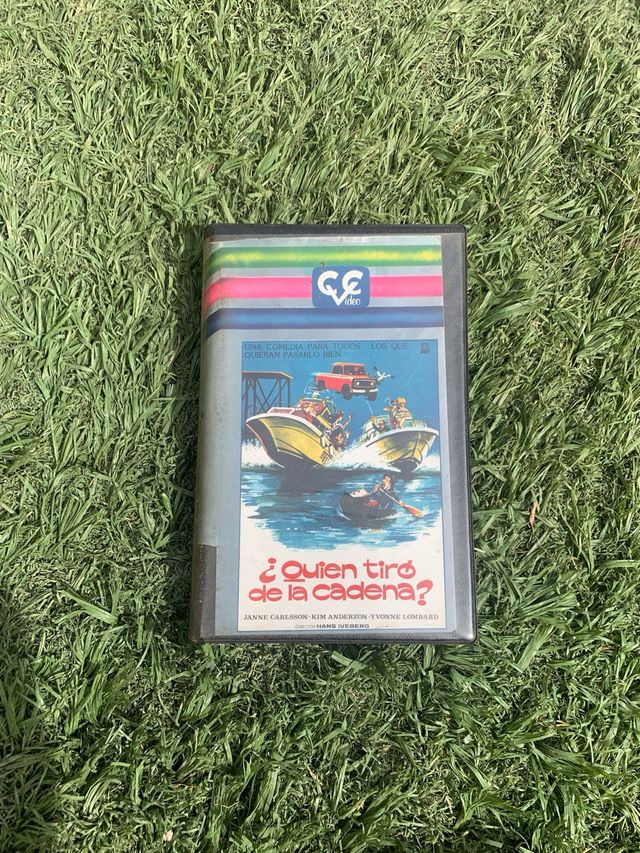 CVC
Video
UNA COMEDIA PARA TODOS LOS QUE
QUIERAN PASARLO BIEN
¿Quien tiró
de la cadena?
JANNE CARLSSON-KIM ANDERZON-YVONNE LOMBARD
DIRECTOR HANS IVEBERG